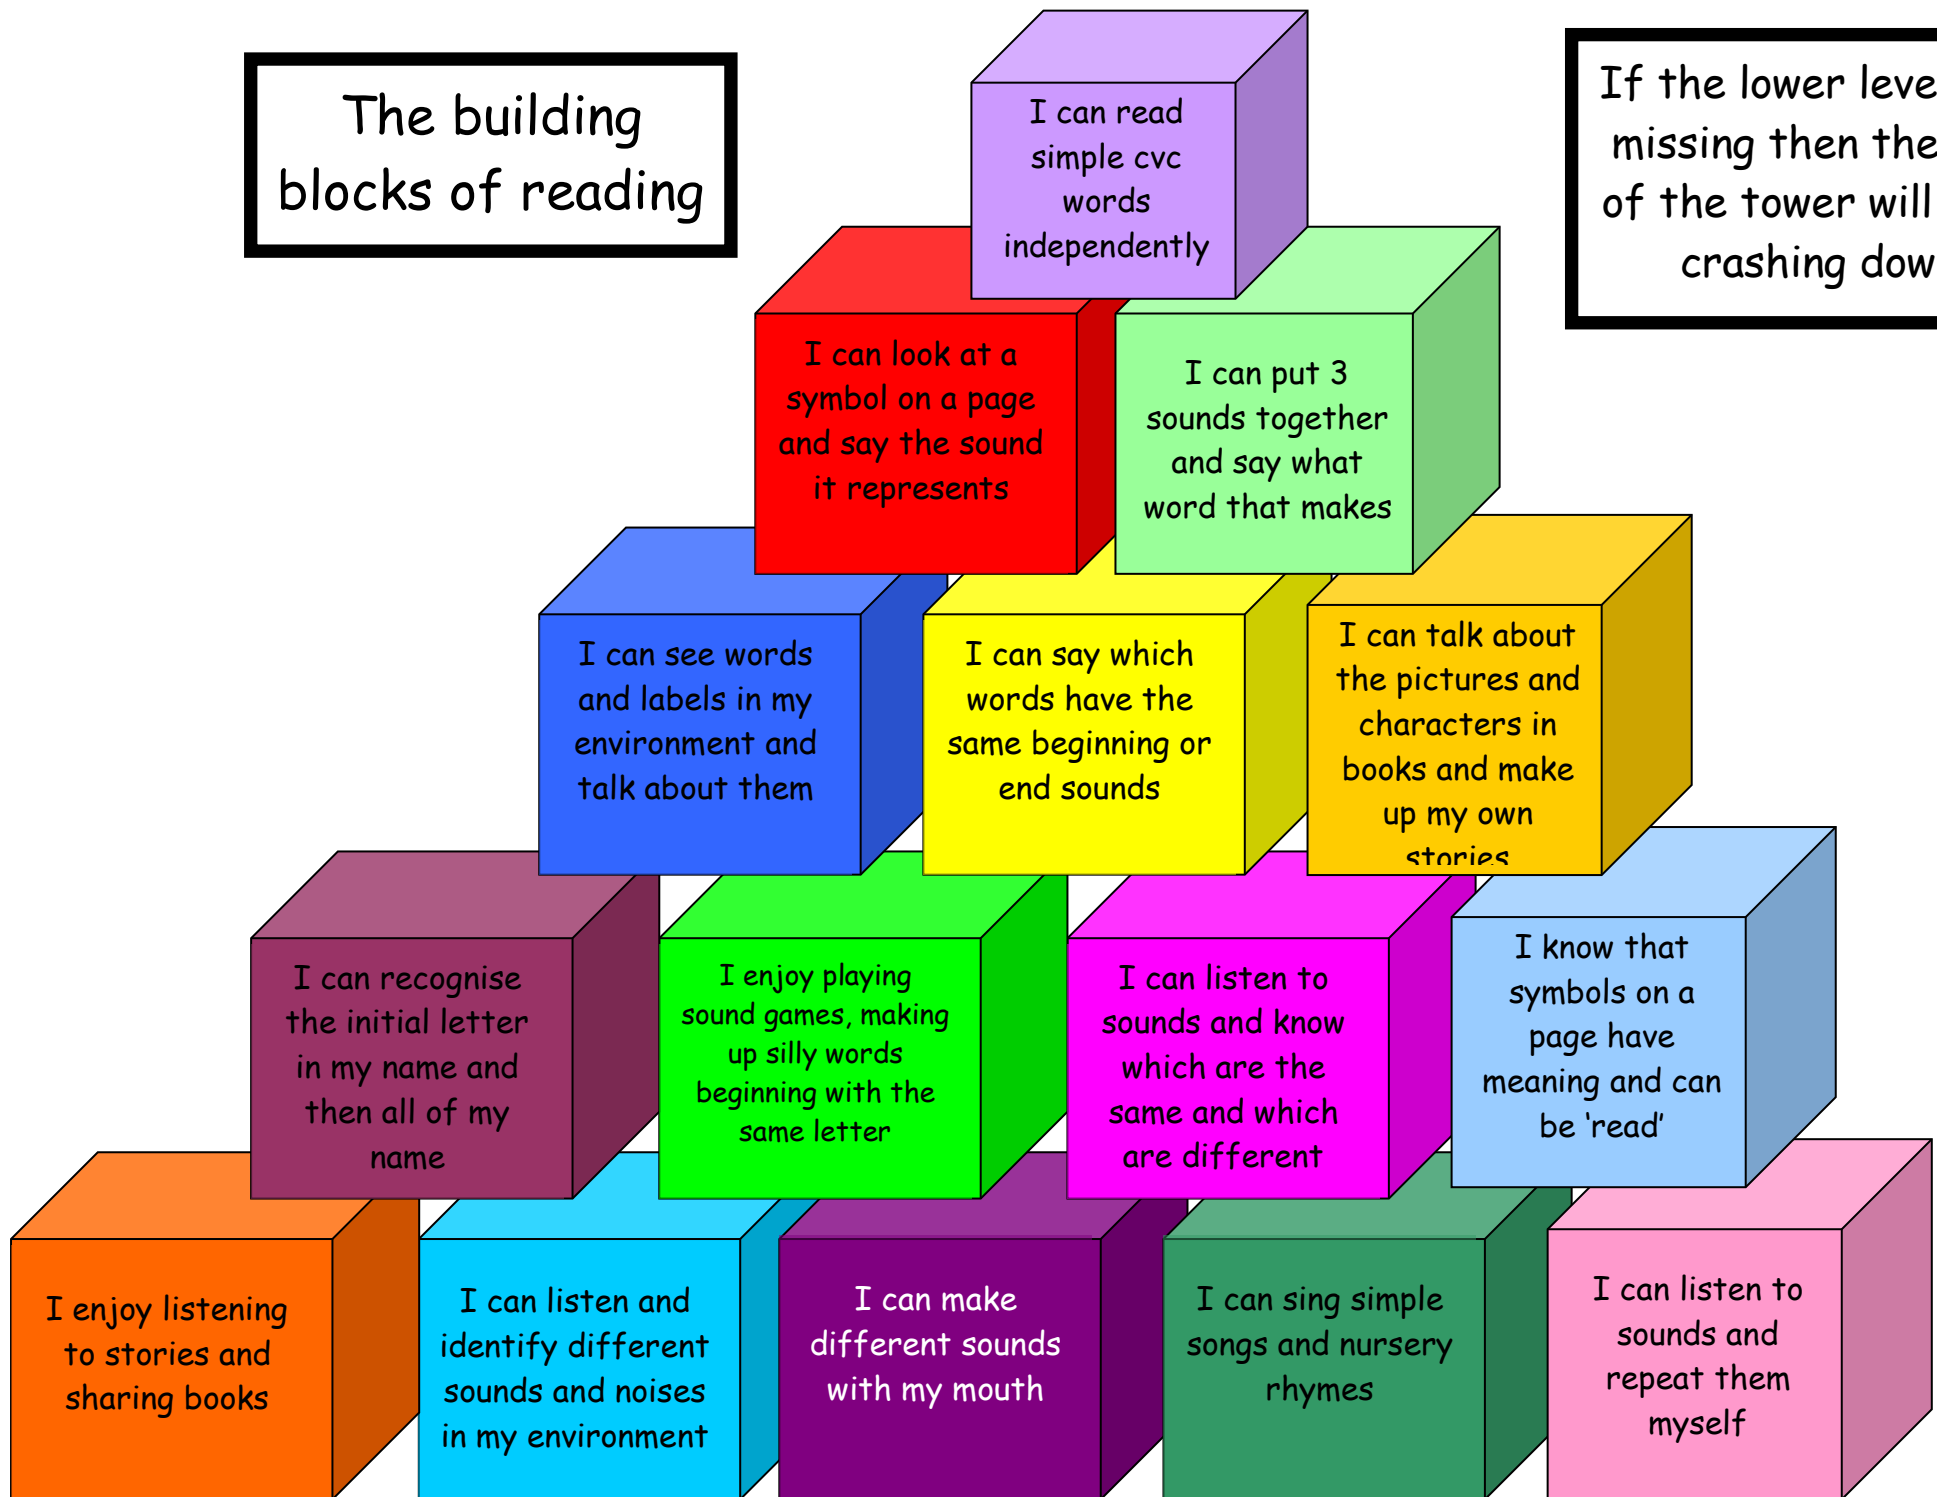 The building
blocks of reading
If the lower leve
missing then the
of the tower will
crashing dow
I can read
simple cvc
words
independently
I can look at a
symbol on a page
and say the sound
it represents
I can put 3
sounds together
and say what
word that makes
I can see words
and labels in my
environment and
talk about them
I can say which
words have the
same beginning or
end sounds
I can talk about
the pictures and
characters in
books and make
up my own
stories
I can recognise
the initial letter
in my name and
then all of my
name
I enjoy playing
sound games, making
up silly words
beginning with the
same letter
I can listen to
sounds and know
which are the
same and which
are different
I know that
symbols on a
page have
meaning and can
be ‘read’
I enjoy listening
to stories and
sharing books
I can listen and
identify different
sounds and noises
in my environment
I can make
different sounds
with my mouth
I can sing simple
songs and nursery
rhymes
I can listen to
sounds and
repeat them
myself